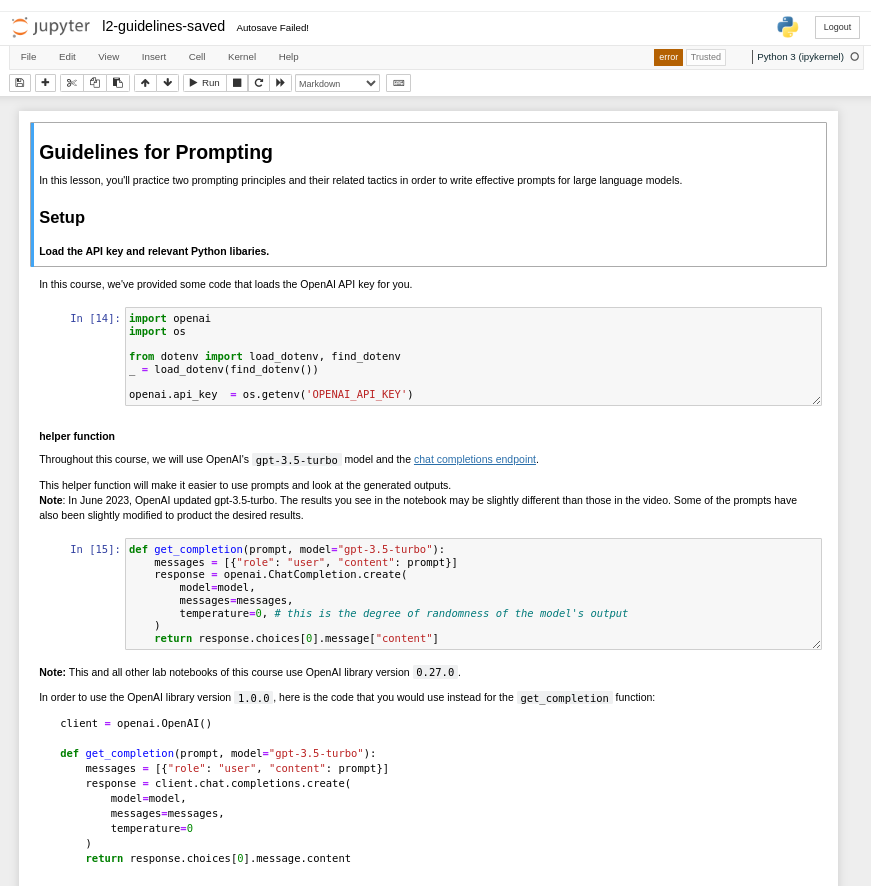 jupyter l2-guidelines-saved Autosave Failed! Logout
File Edit View Insert Cell Kernel Help error Trusted Python 3 (ipykernel)
Run Markdown
Guidelines for Prompting
In this lesson, you'll practice two prompting principles and their related tactics in order to write effective prompts for large language models.
Setup
Load the API key and relevant Python libaries.
In this course, we've provided some code that loads the OpenAI API key for you.
In [14]: import openai
import os
from dotenv import load_dotenv, find_dotenv
_ = load_dotenv(find_dotenv())
openai.api_key  = os.getenv('OPENAI_API_KEY')
helper function
Throughout this course, we will use OpenAI's gpt-3.5-turbo model and the chat completions endpoint.
This helper function will make it easier to use prompts and look at the generated outputs.
Note: In June 2023, OpenAI updated gpt-3.5-turbo. The results you see in the notebook may be slightly different than those in the video. Some of the prompts have
also been slightly modified to product the desired results.
In [15]: def get_completion(prompt, model="gpt-3.5-turbo"):
    messages = [{"role": "user", "content": prompt}]
    response = openai.ChatCompletion.create(
        model=model,
        messages=messages,
        temperature=0, # this is the degree of randomness of the model's output
    )
    return response.choices[0].message["content"]
Note: This and all other lab notebooks of this course use OpenAI library version 0.27.0.
In order to use the OpenAI library version 1.0.0, here is the code that you would use instead for the get_completion function:
client = openai.OpenAI()
def get_completion(prompt, model="gpt-3.5-turbo"):
    messages = [{"role": "user", "content": prompt}]
    response = client.chat.completions.create(
        model=model,
        messages=messages,
        temperature=0
    )
    return response.choices[0].message.content